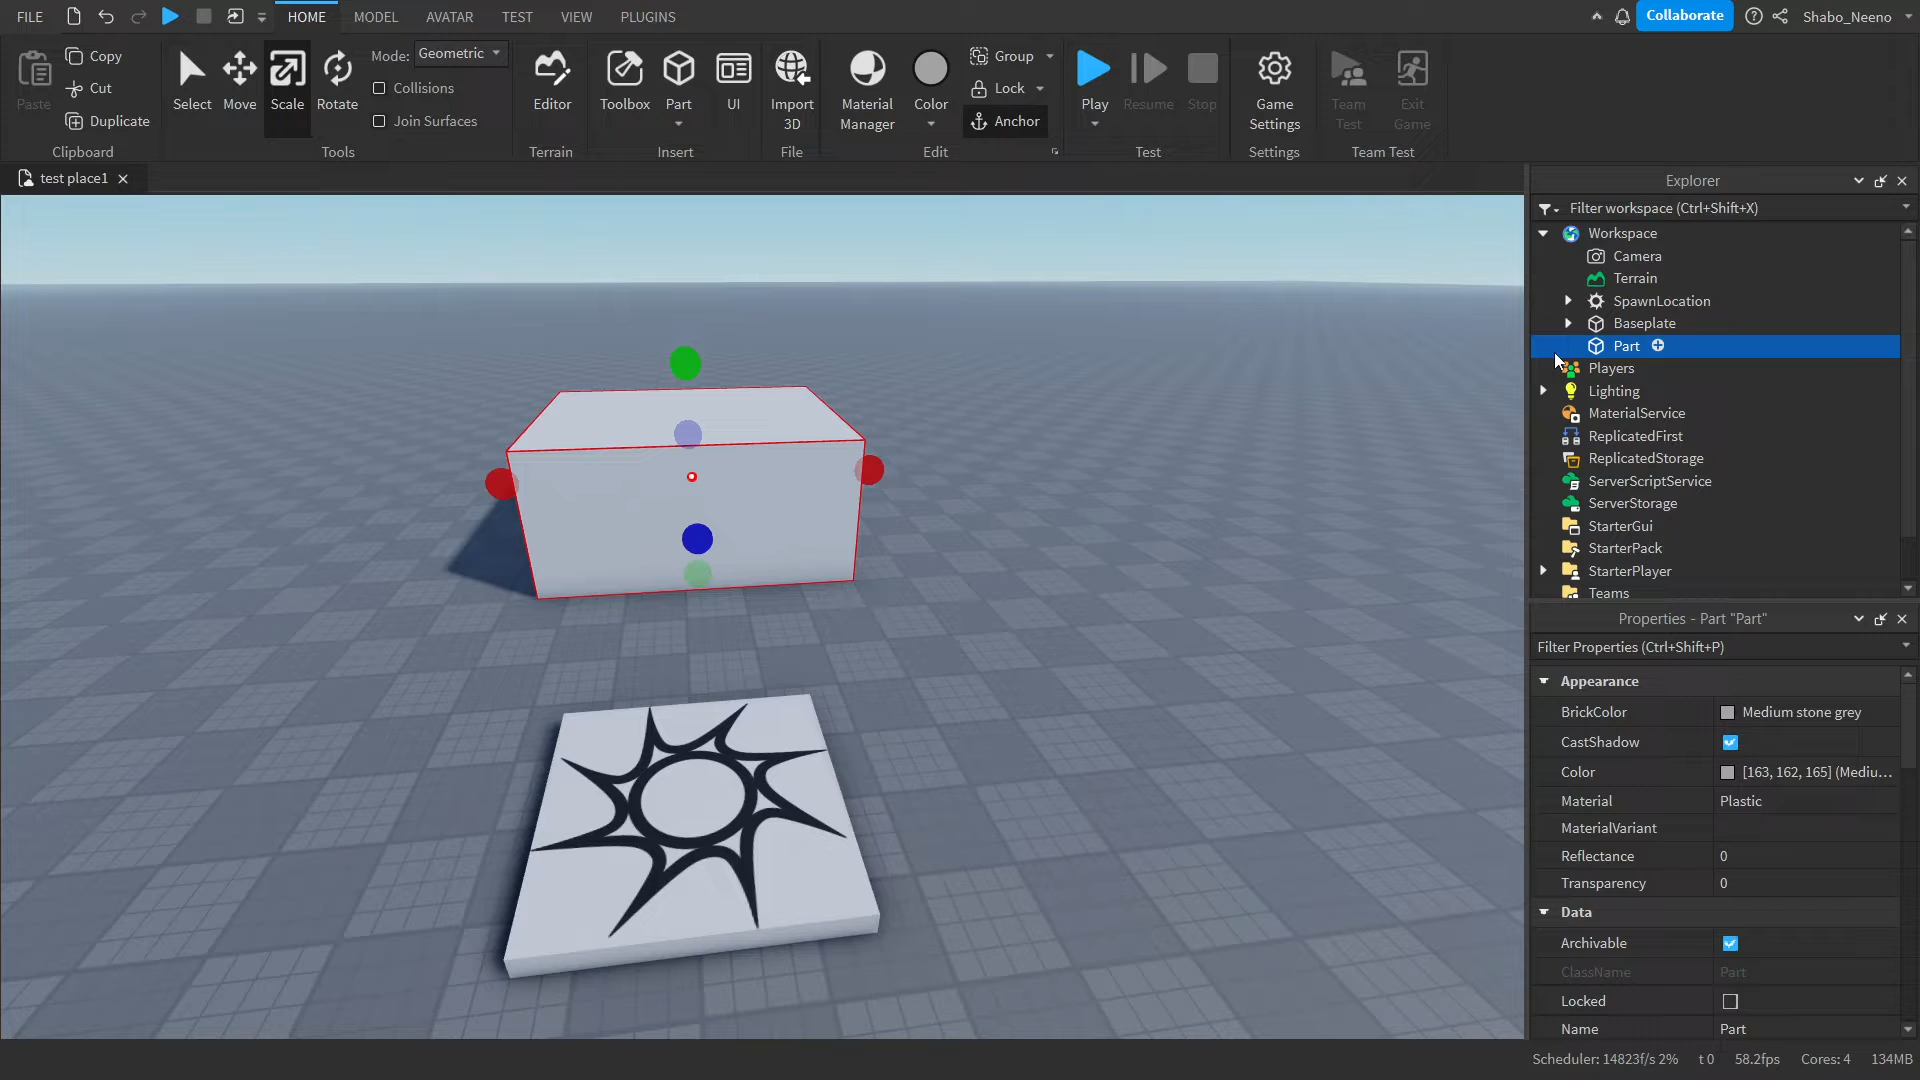 FILE HOME MODEL AVATAR TEST VIEW PLUGINS Collaborate Shabo_Neeno
Paste
Copy
Cut
Duplicate
Clipboard
Select Move Scale Rotate
Mode: Geometric
Collisions
Join Surfaces
Tools
Editor
Terrain
Toolbox Part UI
Insert
Import
3D
File
Material
Manager
Color
Group
Lock
Anchor
Edit
Play Resume Stop
Test
Game
Settings
Settings
Team
Test
Exit
Game
Team Test
test place1
Explorer
Filter workspace (Ctrl+Shift+X)
Workspace
Camera
Terrain
SpawnLocation
Baseplate
Part
Players
Lighting
MaterialService
ReplicatedFirst
ReplicatedStorage
ServerScriptService
ServerStorage
StarterGui
StarterPack
StarterPlayer
Teams
Properties - Part "Part"
Filter Properties (Ctrl+Shift+P)
Appearance
BrickColor Medium stone grey
CastShadow
Color [163, 162, 165] (Mediu...
Material Plastic
MaterialVariant
Reflectance 0
Transparency 0
Data
Archivable
ClassName Part
Locked
Name Part
Scheduler: 14823f/s 2% t 0 58.2fps Cores: 4 134MB